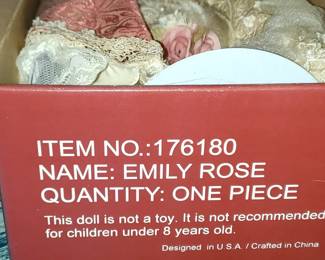 ITEM NO.:176180
NAME: EMILY ROSE
QUANTITY: ONE PIECE
This doll is not a toy. It is not recommended
for children under 8 years old.
Designed in U.S.A. / Crafted in China